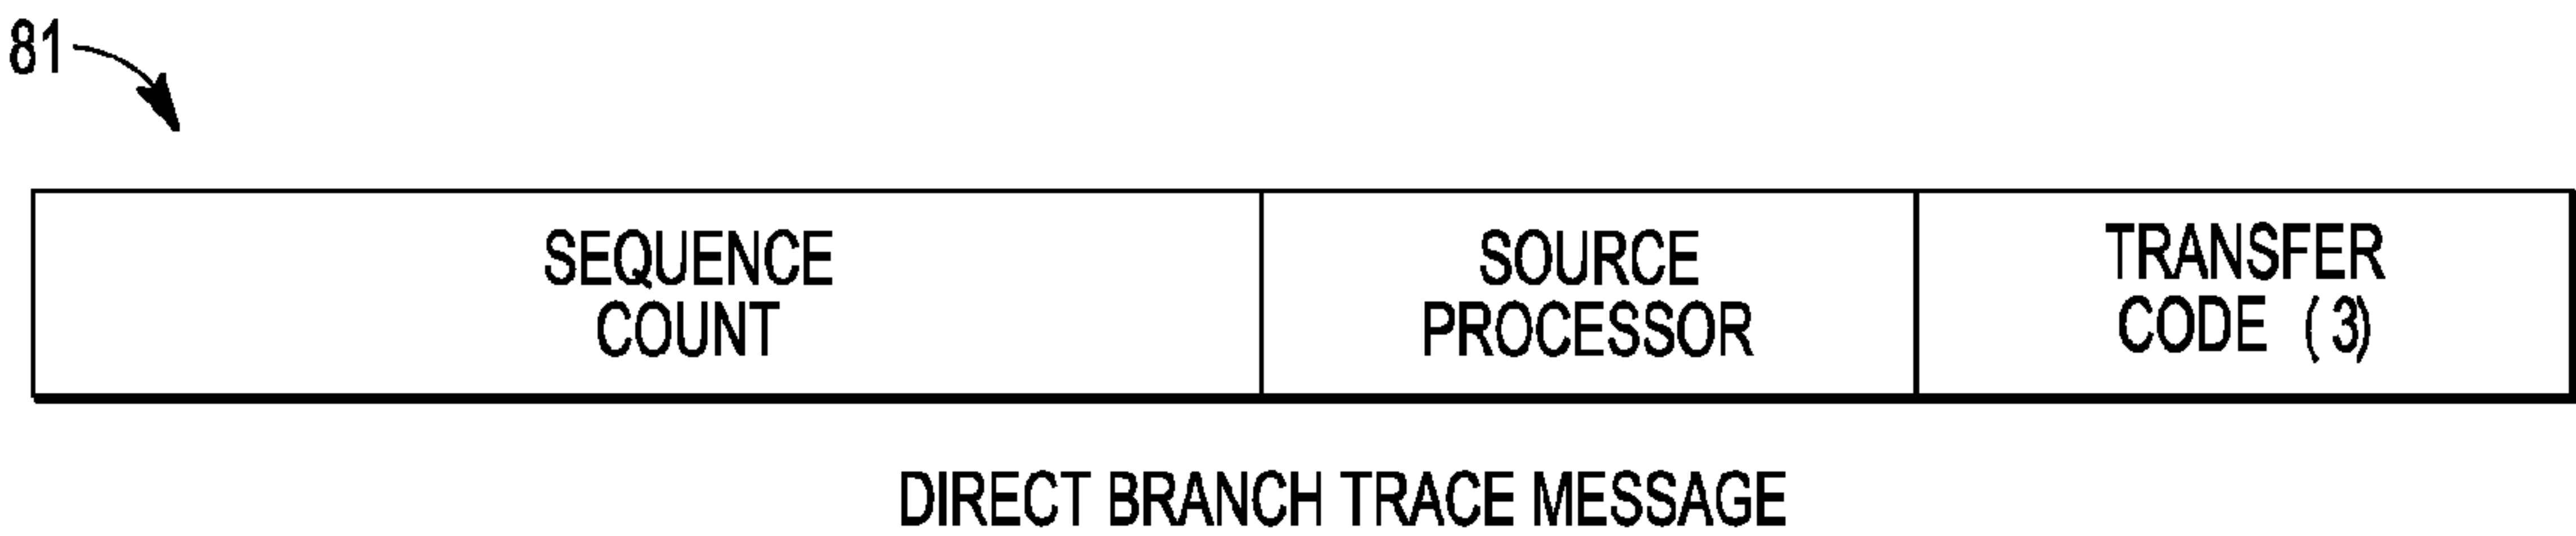 81
SEQUENCE
COUNT
SOURCE
PROCESSOR
TRANSFER
CODE (3)
DIRECT BRANCH TRACE MESSAGE